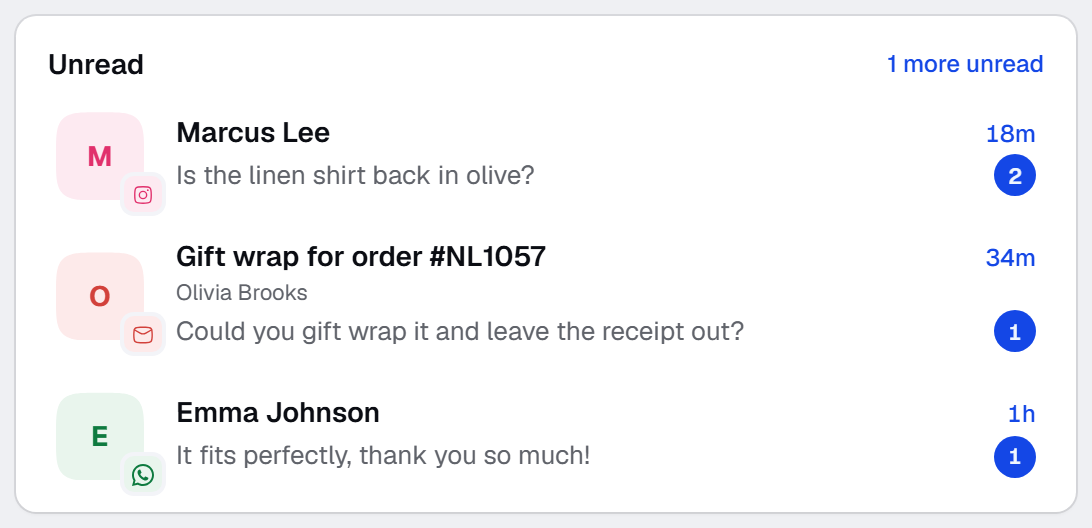 Unread
1 more unread
M
Marcus Lee
18m
Is the linen shirt back in olive?
2
Gift wrap for order #NL1057
34m
O
Olivia Brooks
Could you gift wrap it and leave the receipt out?
1
E
Emma Johnson
1h
It fits perfectly, thank you so much!
1